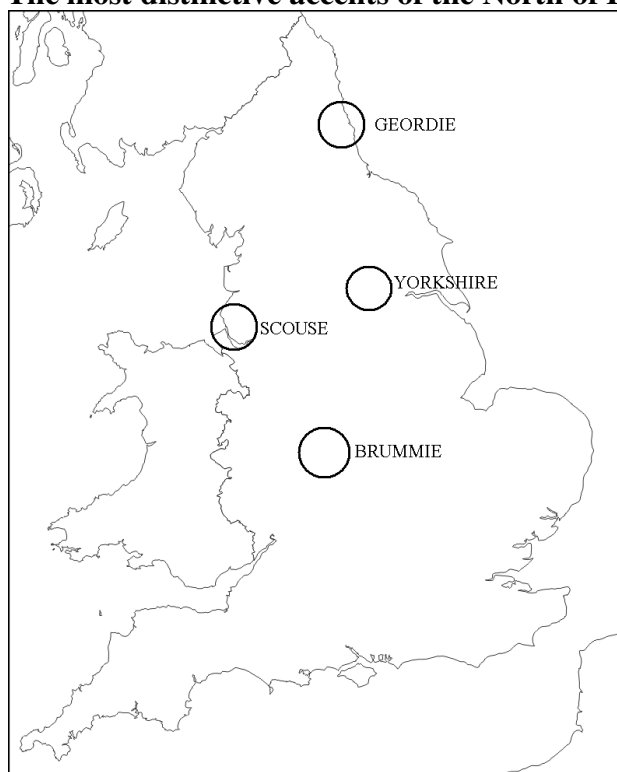 The most distinctive accents of the North of
GEORDIE
YORKSHIRE
SCOUSE
BRUMMIE